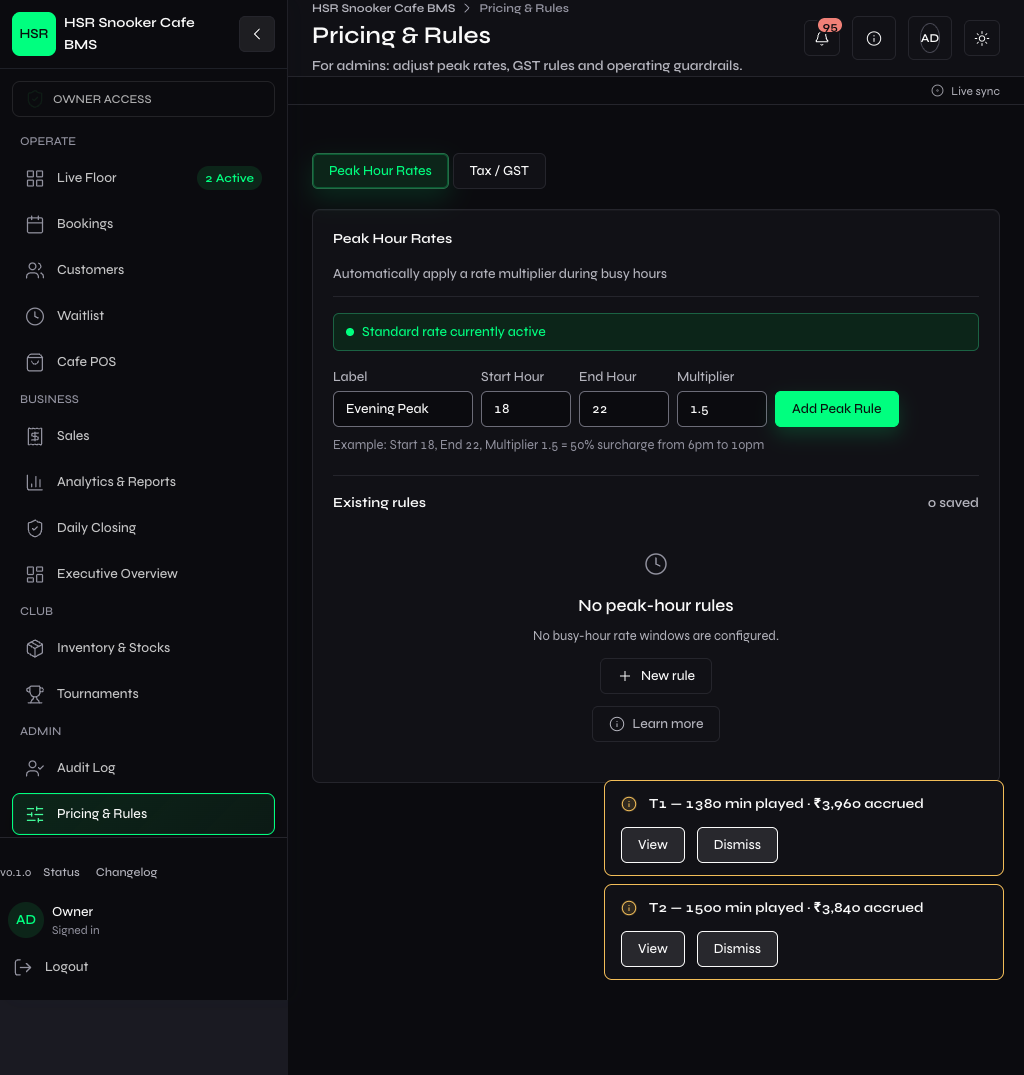 HSR
HSR Snooker Cafe
BMS
OWNER ACCESS
OPERATE
Live Floor
2 Active
Bookings
Customers
Waitlist
Cafe POS
BUSINESS
Sales
Analytics & Reports
Daily Closing
Executive Overview
CLUB
Inventory & Stocks
Tournaments
ADMIN
Audit Log
Pricing & Rules
v0.1.0 Status Changelog
AD
Owner
Signed in
Logout
HSR Snooker Cafe BMS > Pricing & Rules
Pricing & Rules
For admins: adjust peak rates, GST rules and operating guardrails.
95
AD
Live sync
Peak Hour Rates
Tax / GST
Peak Hour Rates
Automatically apply a rate multiplier during busy hours
Standard rate currently active
Label Start Hour End Hour Multiplier
Evening Peak 18 22 1.5 Add Peak Rule
Example: Start 18, End 22, Multiplier 1.5 = 50% surcharge from 6pm to 10pm
Existing rules 0 saved
No peak-hour rules
No busy-hour rate windows are configured.
New rule
Learn more
T1 — 1380 min played · ₹3,960 accrued
View Dismiss
T2 — 1500 min played · ₹3,840 accrued
View Dismiss